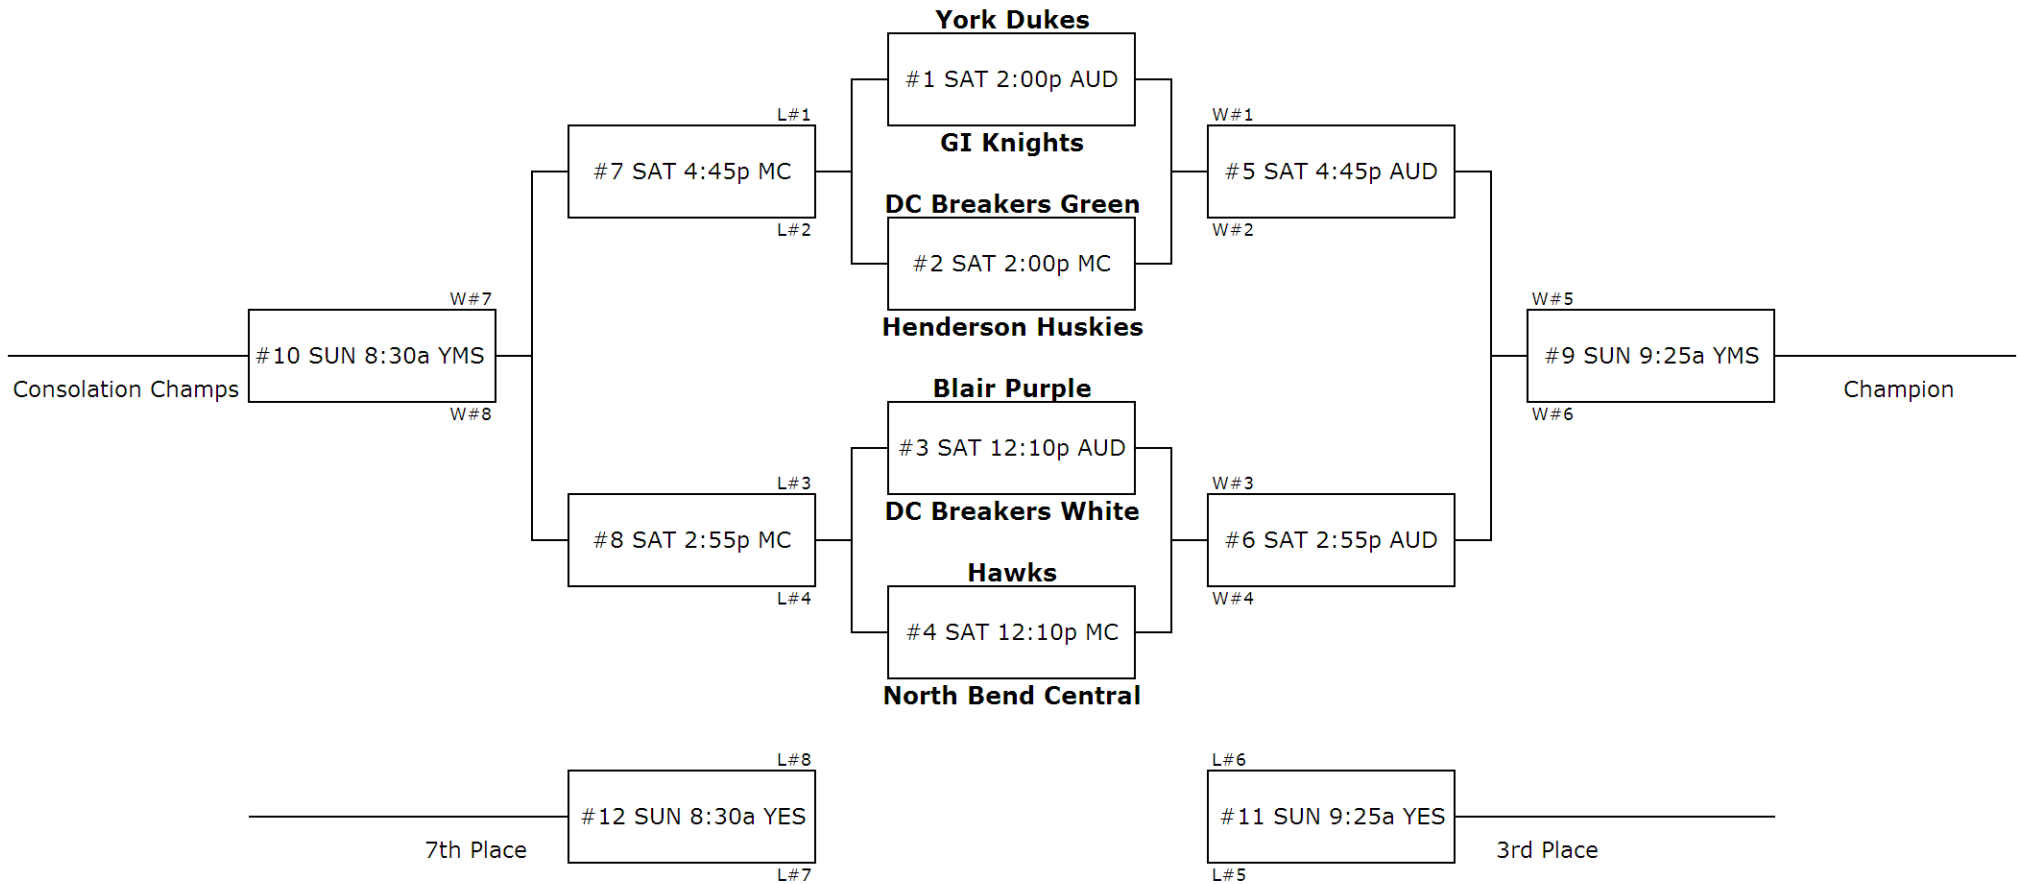 York Dukes
#1 SAT 2:00p AUD
L#1
W#1
GI Knights
#7 SAT 4:45p MC
#5 SAT 4:45p AUD
DC Breakers Green
L#2
W#2
#2 SAT 2:00p MC
W#7
W#5
Henderson Huskies
#10 SUN 8:30a YMS
#9 SUN 9:25a YMS
Consolation Champs
Blair Purple
Champion
W#8
W#6
#3 SAT 12:10p AUD
L#3
W#3
DC Breakers White
#8 SAT 2:55p MC
#6 SAT 2:55p AUD
Hawks
L#4
W#4
#4 SAT 12:10p MC
North Bend Central
L#8
L#6
#12 SUN 8:30a YES
#11 SUN 9:25a YES
7th Place
3rd Place
L#7
L#5